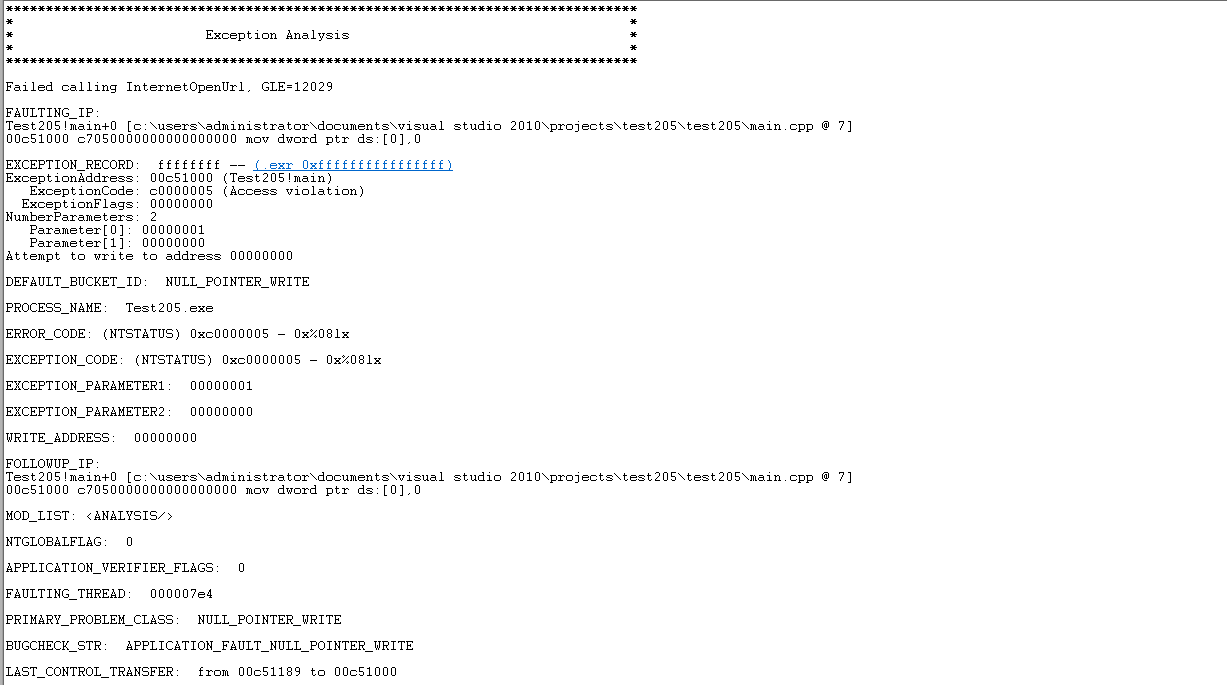 *******************************************************************************
*                                                                             *
*                        Exception Analysis                                   *
*                                                                             *
*******************************************************************************
Failed calling InternetOpenUrl, GLE=12029
FAULTING_IP:
Test205!main+0 [c:\users\administrator\documents\visual studio 2010\projects\test205\test205\main.cpp @ 7]
00c51000 c7050000000000000000 mov dword ptr ds:[0],0
EXCEPTION_RECORD:  ffffffff -- (.exr 0xffffffffffffffff)
ExceptionAddress: 00c51000 (Test205!main)
   ExceptionCode: c0000005 (Access violation)
  ExceptionFlags: 00000000
NumberParameters: 2
   Parameter[0]: 00000001
   Parameter[1]: 00000000
Attempt to write to address 00000000
DEFAULT_BUCKET_ID:  NULL_POINTER_WRITE
PROCESS_NAME:  Test205.exe
ERROR_CODE: (NTSTATUS) 0xc0000005 - 0x%08lx
EXCEPTION_CODE: (NTSTATUS) 0xc0000005 - 0x%08lx
EXCEPTION_PARAMETER1:  00000001
EXCEPTION_PARAMETER2:  00000000
WRITE_ADDRESS:  00000000
FOLLOWUP_IP:
Test205!main+0 [c:\users\administrator\documents\visual studio 2010\projects\test205\test205\main.cpp @ 7]
00c51000 c7050000000000000000 mov dword ptr ds:[0],0
MOD_LIST: <ANALYSIS/>
NTGLOBALFLAG:  0
APPLICATION_VERIFIER_FLAGS:  0
FAULTING_THREAD:  000007e4
PRIMARY_PROBLEM_CLASS:  NULL_POINTER_WRITE
BUGCHECK_STR:  APPLICATION_FAULT_NULL_POINTER_WRITE
LAST_CONTROL_TRANSFER:  from 00c51189 to 00c51000